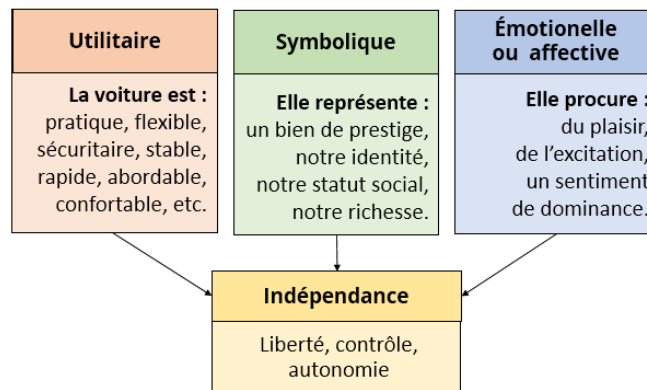 Utilitaire
La voiture est :
pratique, flexible,
sécuritaire, stable,
rapide, abordable,
confortable, etc.
Symbolique
Elle représente :
un bien de prestige,
notre identité,
notre statut social,
notre richesse.
Émotionelle
ou affective
Elle procure :
du plaisir,
de l’excitation,
un sentiment
de dominance.
Indépendance
Liberté, contrôle,
autonomie